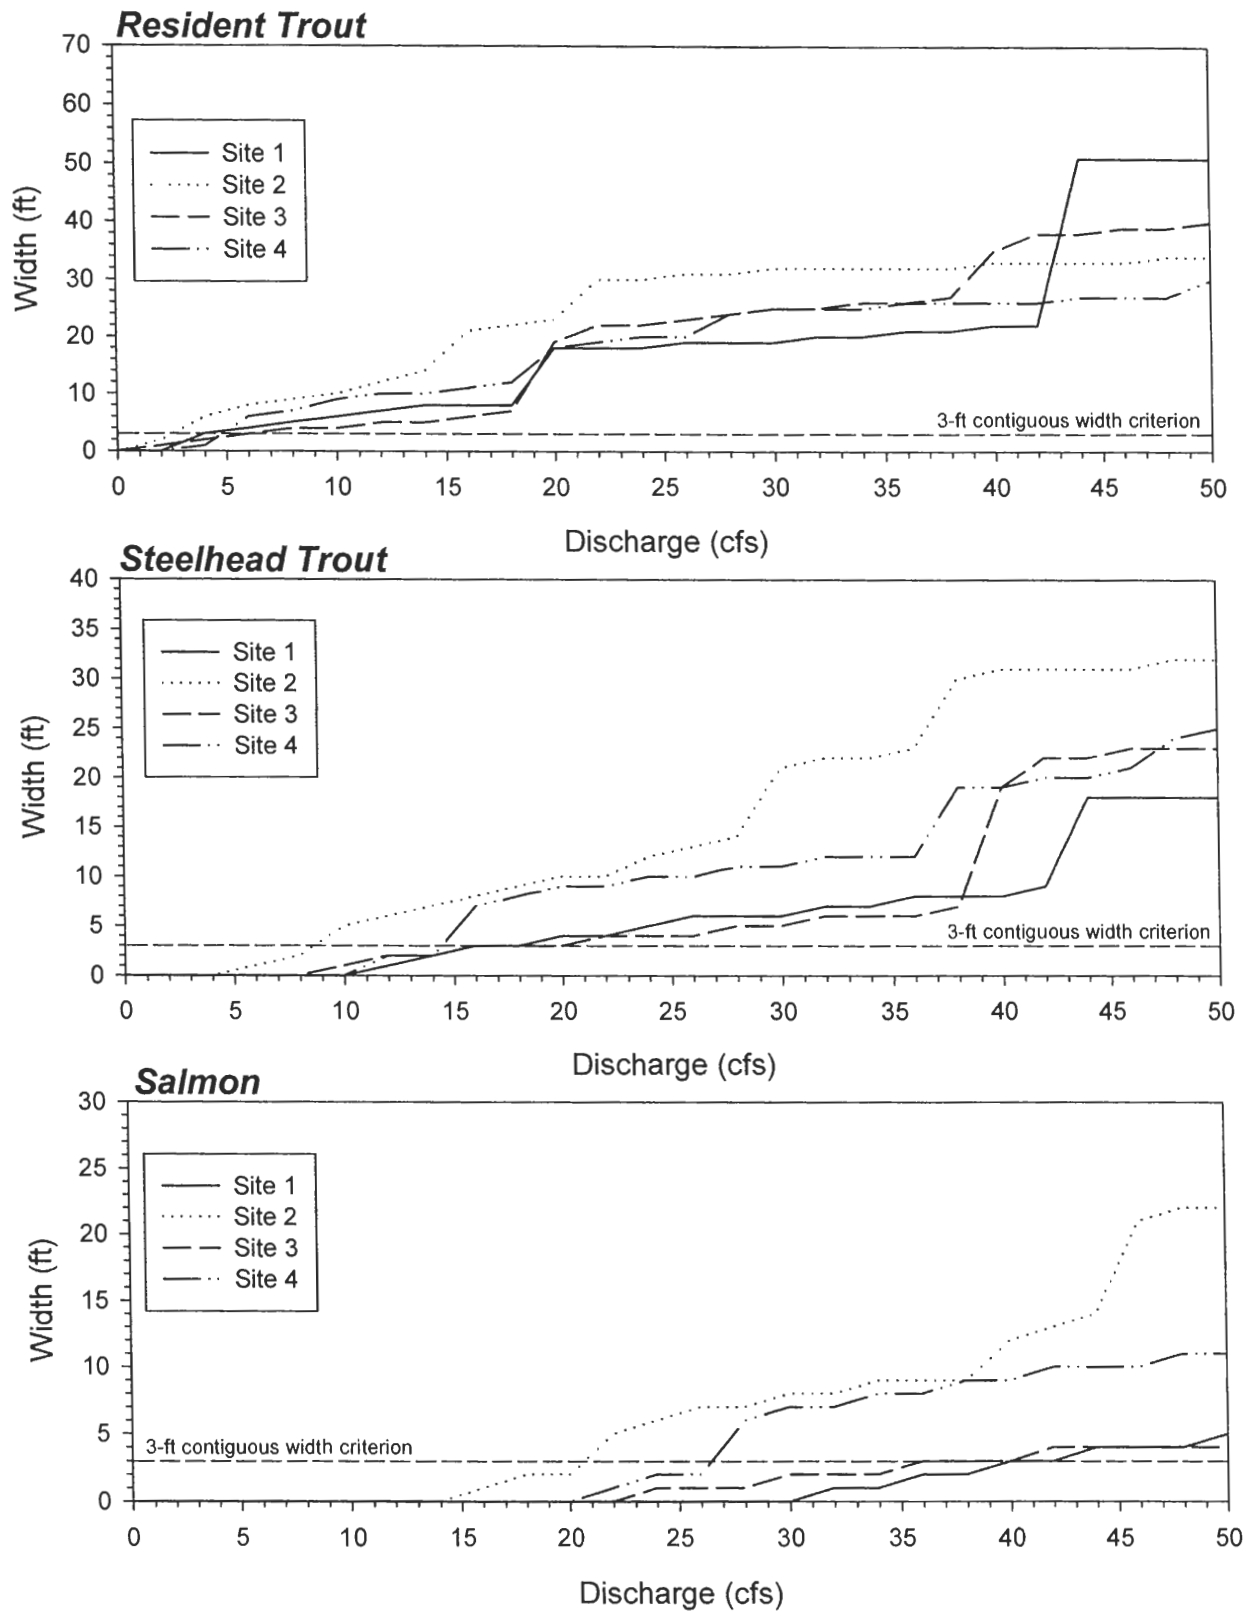 Resident Trout
70
60
50
40
30
20
10
0
Width (ft)
Site 1
Site 2
Site 3
Site 4
3-ft contiguous width criterion
0 5 10 15 20 25 30 35 40 45 50
Discharge (cfs)
Steelhead Trout
40
35
30
25
20
15
10
5
0
Width (ft)
Site 1
Site 2
Site 3
Site 4
3-ft contiguous width criterion
0 5 10 15 20 25 30 35 40 45 50
Discharge (cfs)
Salmon
30
25
20
15
10
5
0
Width (ft)
Site 1
Site 2
Site 3
Site 4
3-ft contiguous width criterion
0 5 10 15 20 25 30 35 40 45 50
Discharge (cfs)